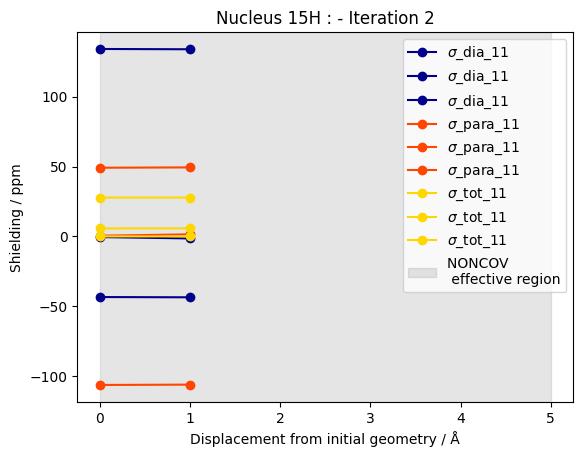 Nucleus 15H : - Iteration 2
Shielding / ppm
100
50
0
−50
−100
σ_dia_11
σ_dia_11
σ_dia_11
σ_para_11
σ_para_11
σ_para_11
σ_tot_11
σ_tot_11
σ_tot_11
NONCOV
effective region
0 1 2 3 4 5
Displacement from initial geometry / Å